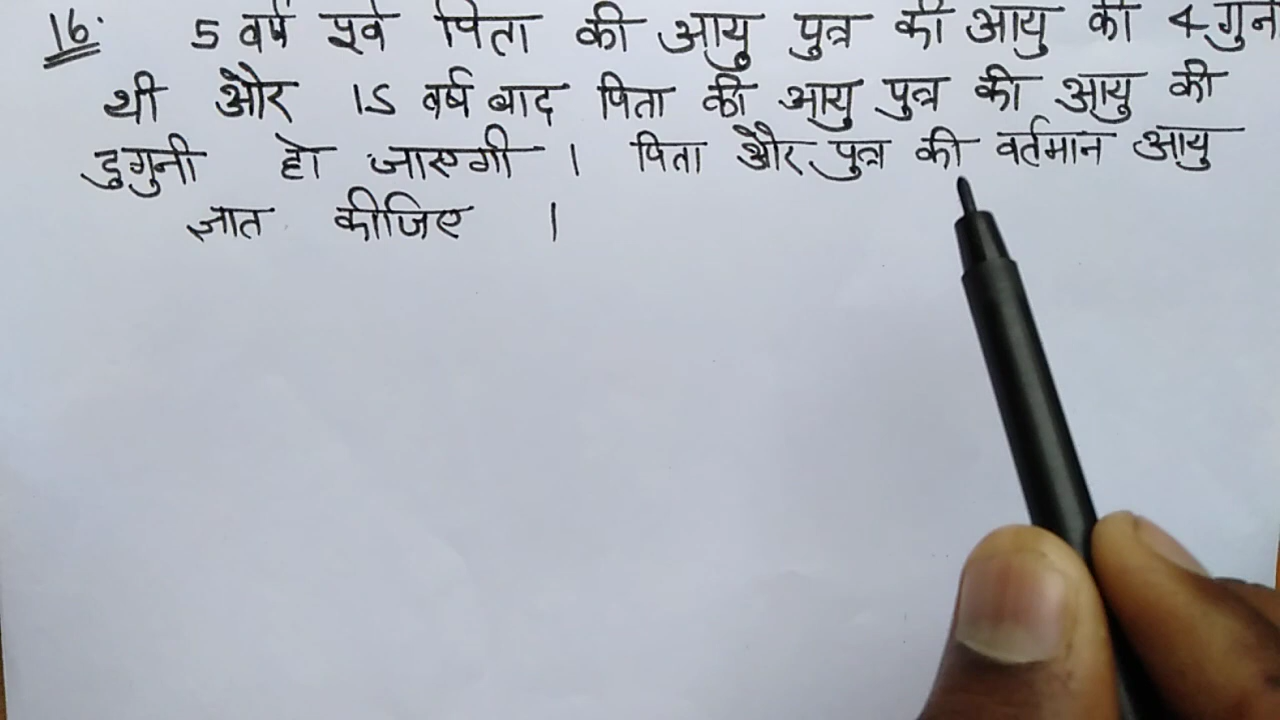 16. 5 वर्ष पूर्व पिता की आयु पुत्र की आयु की 4 गुनी
थी और 15 वर्ष बाद पिता की आयु पुत्र की आयु की
दुगुनी हो जाएगी । पिता और पुत्र की वर्तमान आयु
ज्ञात कीजिए ।